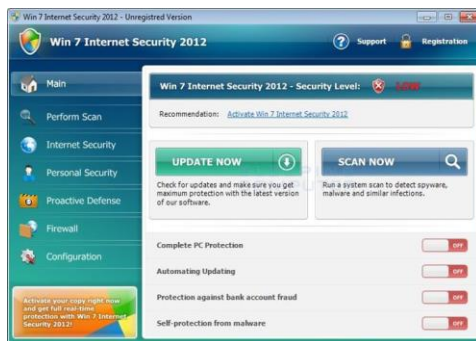 Win 7 Internet Security 2012 - Unregistred Version
Win 7 Internet Security 2012
Support
Registration
Main
Perform Scan
Internet Security
Personal Security
Proactive Defense
Firewall
Configuration
Activate your copy right now
and get full real-time
protection with Win 7 Internet
Security 2012!
Win 7 Internet Security 2012 - Security Level:
LOW
Recommendation: Activate Win 7 Internet Security 2012
UPDATE NOW
Check for updates and make sure you get
maximum protection with the latest version
of our software.
SCAN NOW
Run a system scan to detect spyware,
malware and similar infections.
Complete PC Protection
OFF
Automating Updating
OFF
Protection against bank account fraud
OFF
Self-protection from malware
OFF